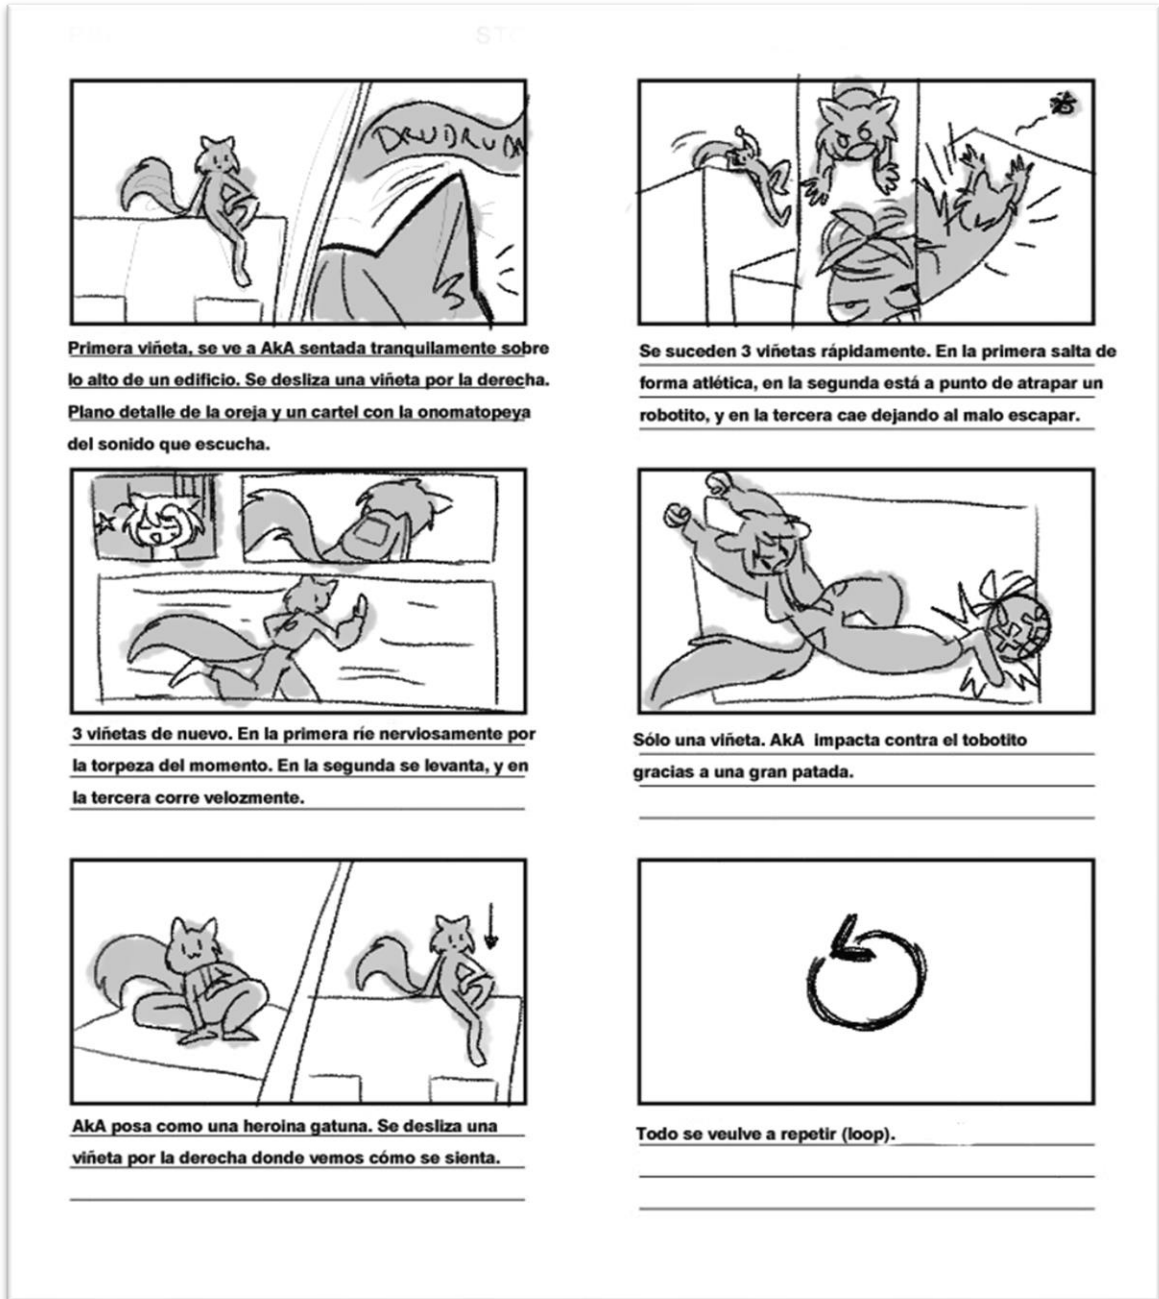 DRUDRUM
Primera viñeta, se ve a AkA sentada tranquilamente sobre
lo alto de un edificio. Se desliza una viñeta por la derecha.
Plano detalle de la oreja y un cartel con la onomatopeya
del sonido que escucha.
Se suceden 3 viñetas rápidamente. En la primera salta de
forma atlética, en la segunda está a punto de atrapar un
robotito, y en la tercera cae dejando al malo escapar.
3 viñetas de nuevo. En la primera ríe nerviosamente por
la torpeza del momento. En la segunda se levanta, y en
la tercera corre velozmente.
Sólo una viñeta. AkA impacta contra el tobotito
gracias a una gran patada.
AkA posa como una heroina gatuna. Se desliza una
viñeta por la derecha donde vemos cómo se sienta.
Todo se veulve a repetir (loop).